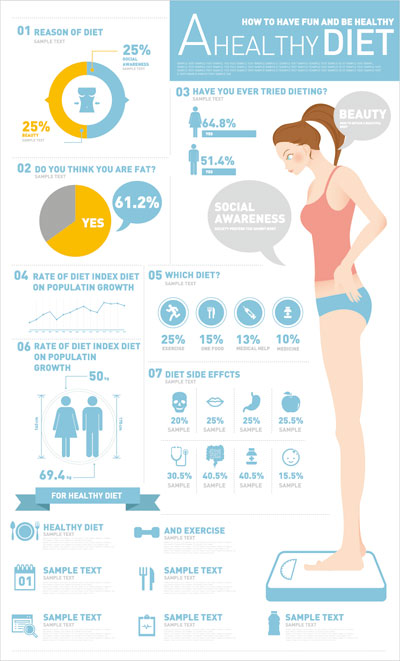 01 REASON OF DIET
SAMPLE TEXT
25%
SAMPLE AWARENESS
25%
BEAUTY
HOW TO HAVE FUN AND BE HEALTHY
A HEALTHY DIET
03 HAVE YOU EVER TRIED DIETING?
SAMPLE TEXT
64.8%
YES
51.4%
YES
BEAUTY
SOCIAL
AWARENESS
02 DO YOU THINK YOU ARE FAT?
SAMPLE TEXT
61.2%
YES
04 RATE OF DIET INDEX DIET
ON POPULATIN GROWTH
05 WHICH DIET?
SAMPLE TEXT
25%
EXERCISE
15%
ONE FOOD
13%
MEDICAL HELP
10%
MEDICINE
06 RATE OF DIET INDEX DIET
ON POPULATIN
GROWTH
50 kg
69.4 kg
07 DIET SIDE EFFCTS
SAMPLE TEXT
20%
SAMPLE
25%
SAMPLE
25%
SAMPLE
25.5%
SAMPLE
30.5%
SAMPLE
40.5%
SAMPLE
40.5%
SAMPLE
15.5%
SAMPLE
FOR HEALTHY DIET
HEALTHY DIET
AND EXERCISE
01
SAMPLE TEXT
SAMPLE TEXT
SAMPLE TEXT
SAMPLE TEXT
SAMPLE TEXT
SAMPLE TEXT
SAMPLE TEXT